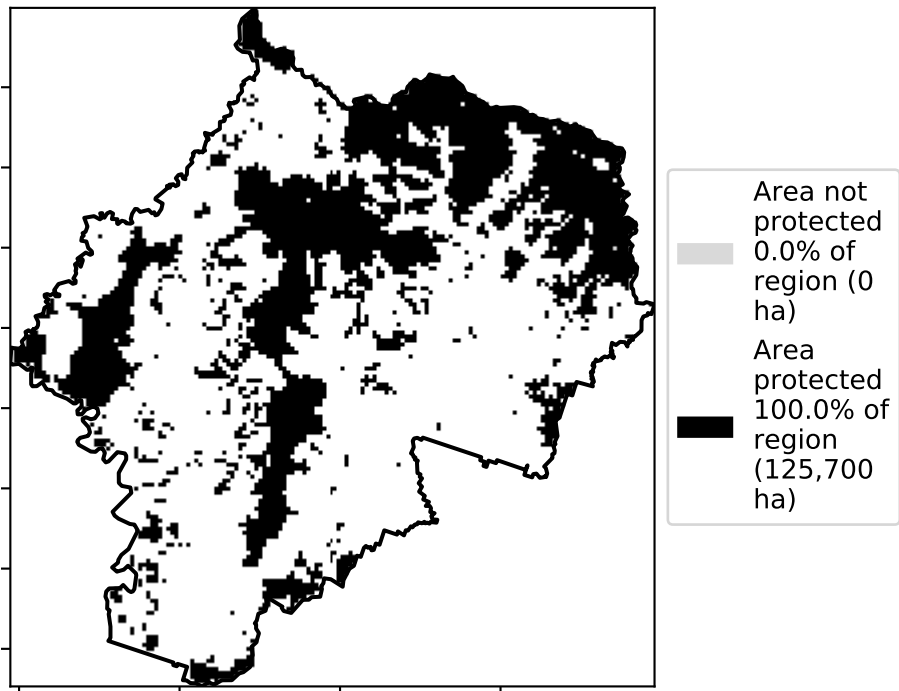 Area not
protected
0.0% of
region (0
ha)
Area
protected
100.0% of
region
(125,700
ha)